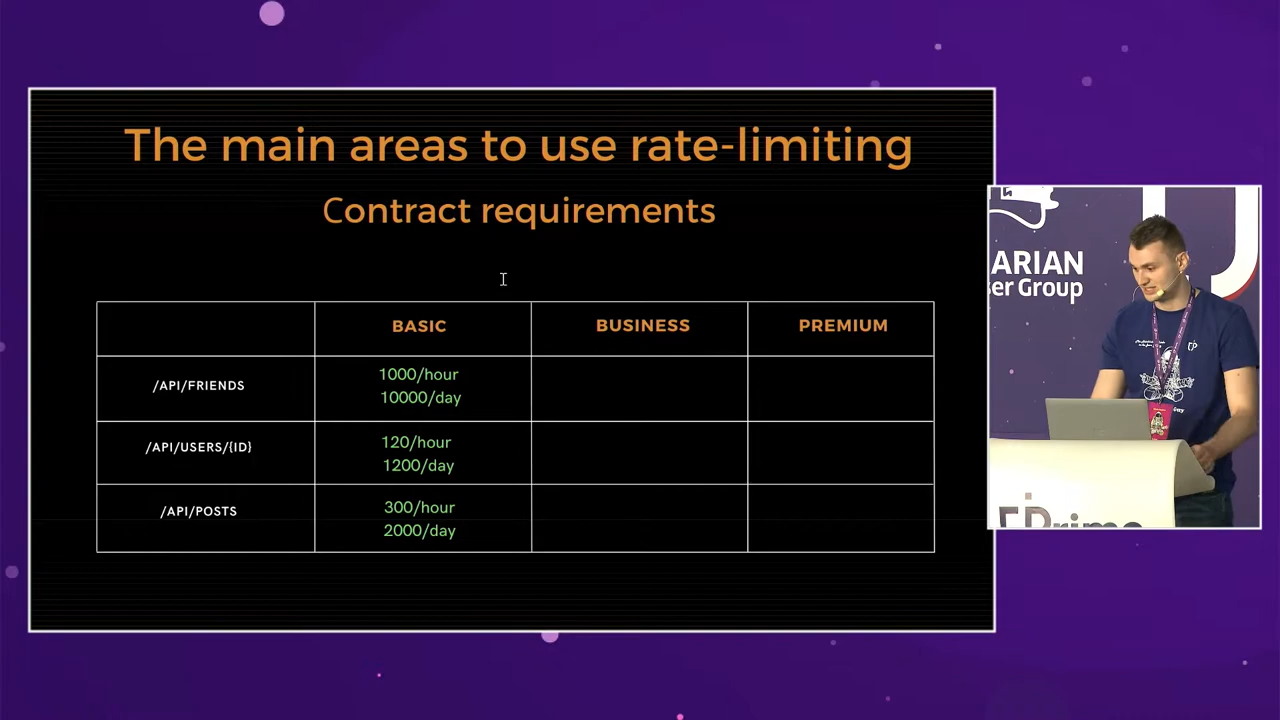 The main areas to use rate-limiting
Contract requirements
BASIC
BUSINESS
PREMIUM
/API/FRIENDS
1000/hour
10000/day
/API/USERS/{ID}
120/hour
1200/day
/API/POSTS
300/hour
2000/day
ARIAN
ser Group